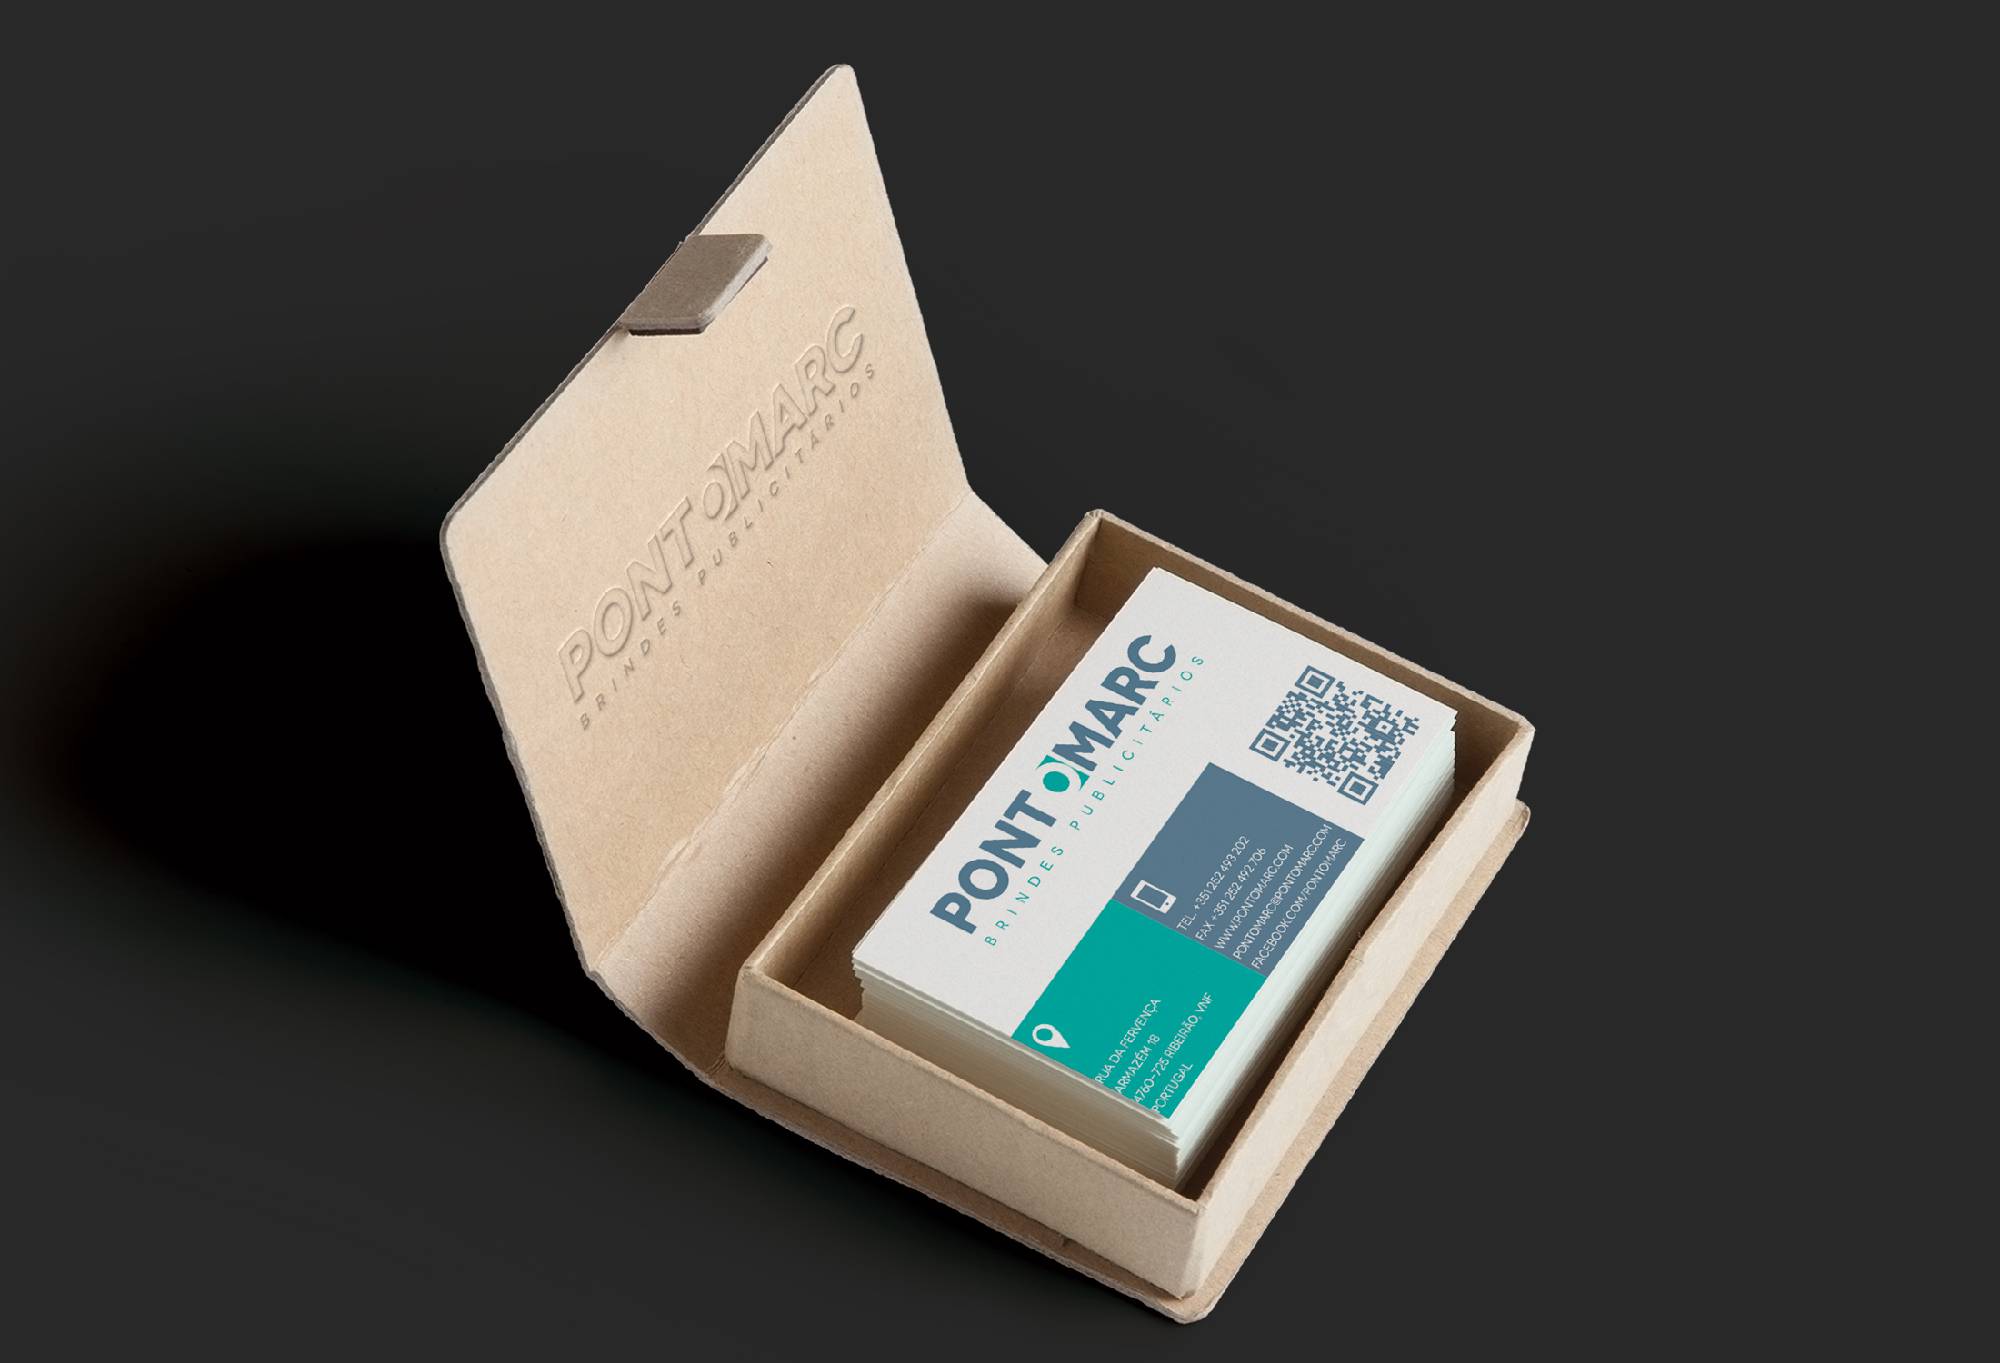 PONTOMARC
BRINDES PUBLICITÁRIOS
PONTOMARC
BRINDES PUBLICITÁRIOS
TEL. +351 252 493 202
FAX +351 252 492 706
WWW.PONTOMARC.COM
PONTOMARC@PONTOMARC.COM
FACEBOOK.COM/PONTOMARC
RUA DA FERVENÇA
ARMAZÉM 18
4760-725 RIBEIRÃO, VNF
PORTUGAL